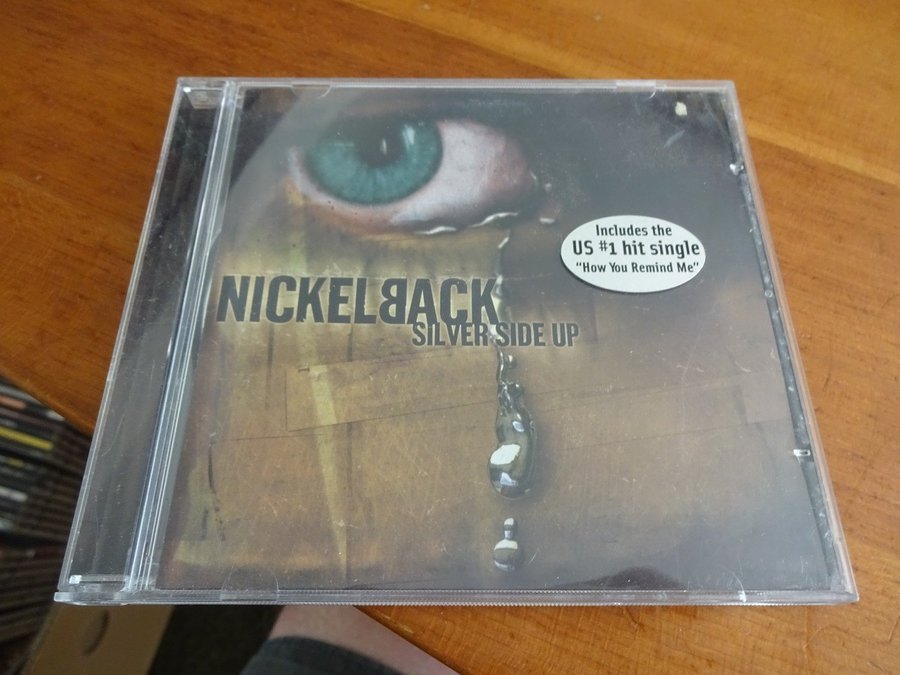 Includes the
US #1 hit single
"How You Remind Me"
NICKELBACK
SILVER SIDE UP